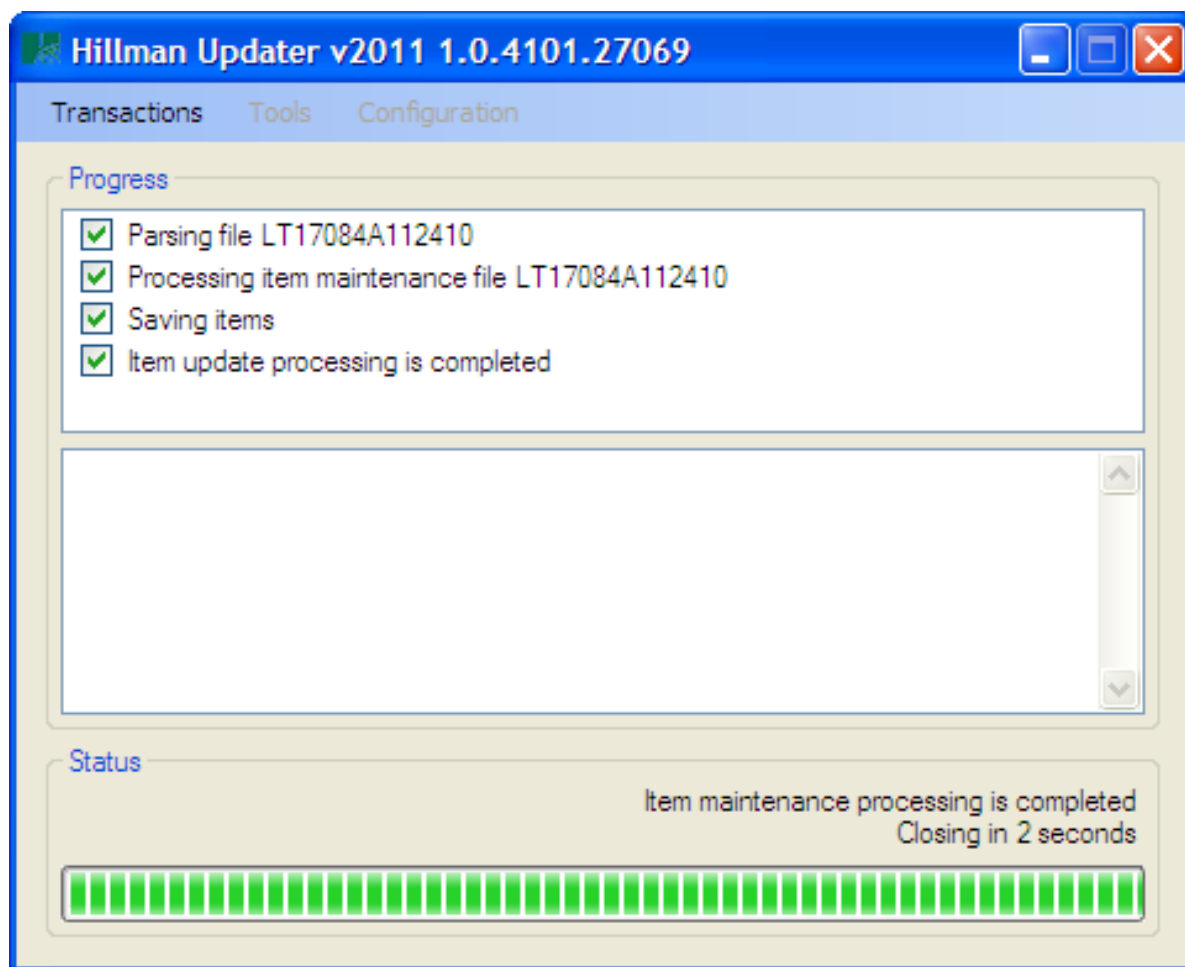 Hillman Updater v2011 1.0.4101.27069
Transactions Tools Configuration
Progress
Parsing file LT17084A112410
Processing item maintenance file LT17084A112410
Saving items
Item update processing is completed
Status
Item maintenance processing is completed
Closing in 2 seconds